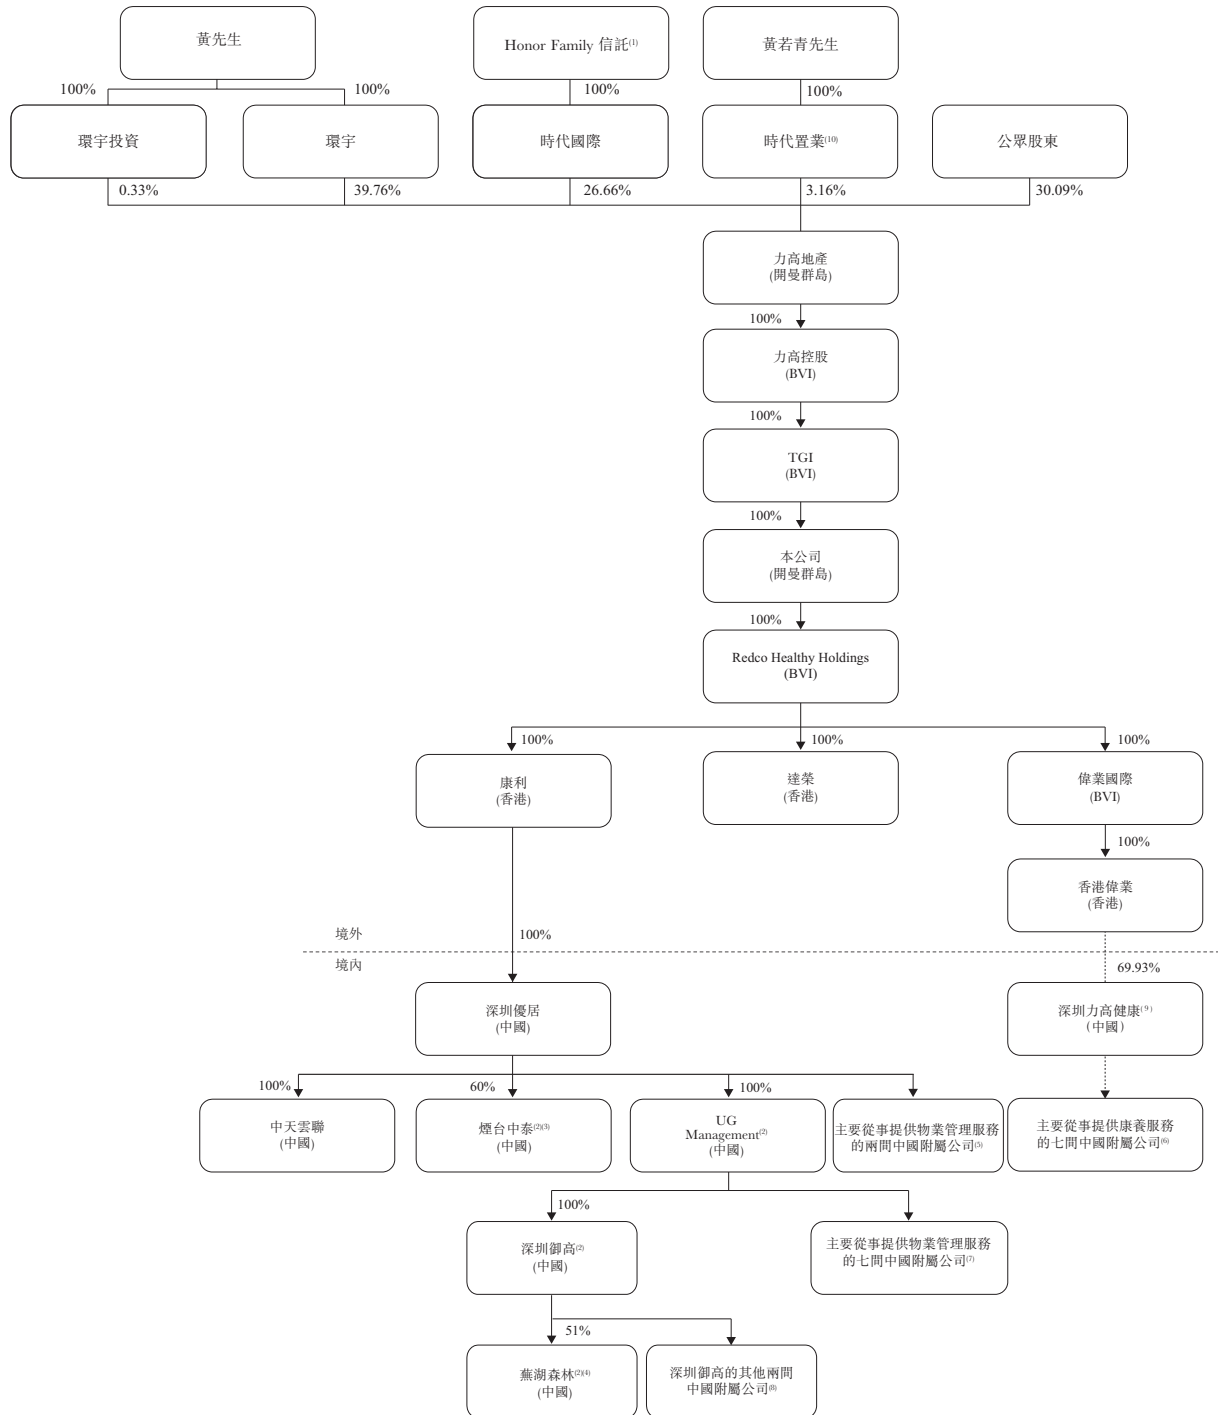 黃先生
Honor Family 信託(1)
黃若青先生
100%
100%
100%
100%
環宇投資
環宇
時代國際
時代置業(10)
公眾股東
0.33%
39.76%
26.66%
3.16%
30.09%
力高地產
(開曼群島)
100%
力高控股
(BVI)
100%
TGI
(BVI)
100%
本公司
(開曼群島)
100%
Redco Healthy Holdings
(BVI)
100%
100%
100%
康利
(香港)
達榮
(香港)
偉業國際
(BVI)
100%
香港偉業
(香港)
境外
100%
境內
69.93%
深圳優居
(中國)
深圳力高健康(9)
(中國)
100%
60%
100%
中天雲聯
(中國)
煙台中泰(2)(3)
(中國)
UG
Management(2)
(中國)
主要從事提供物業管理服務
的兩間中國附屬公司(5)
主要從事提供康養服務
的七間中國附屬公司(6)
100%
深圳御高(2)
(中國)
主要從事提供物業管理服務
的七間中國附屬公司(7)
51%
蕪湖森林(2)(4)
(中國)
深圳御高的其他兩間
中國附屬公司(8)